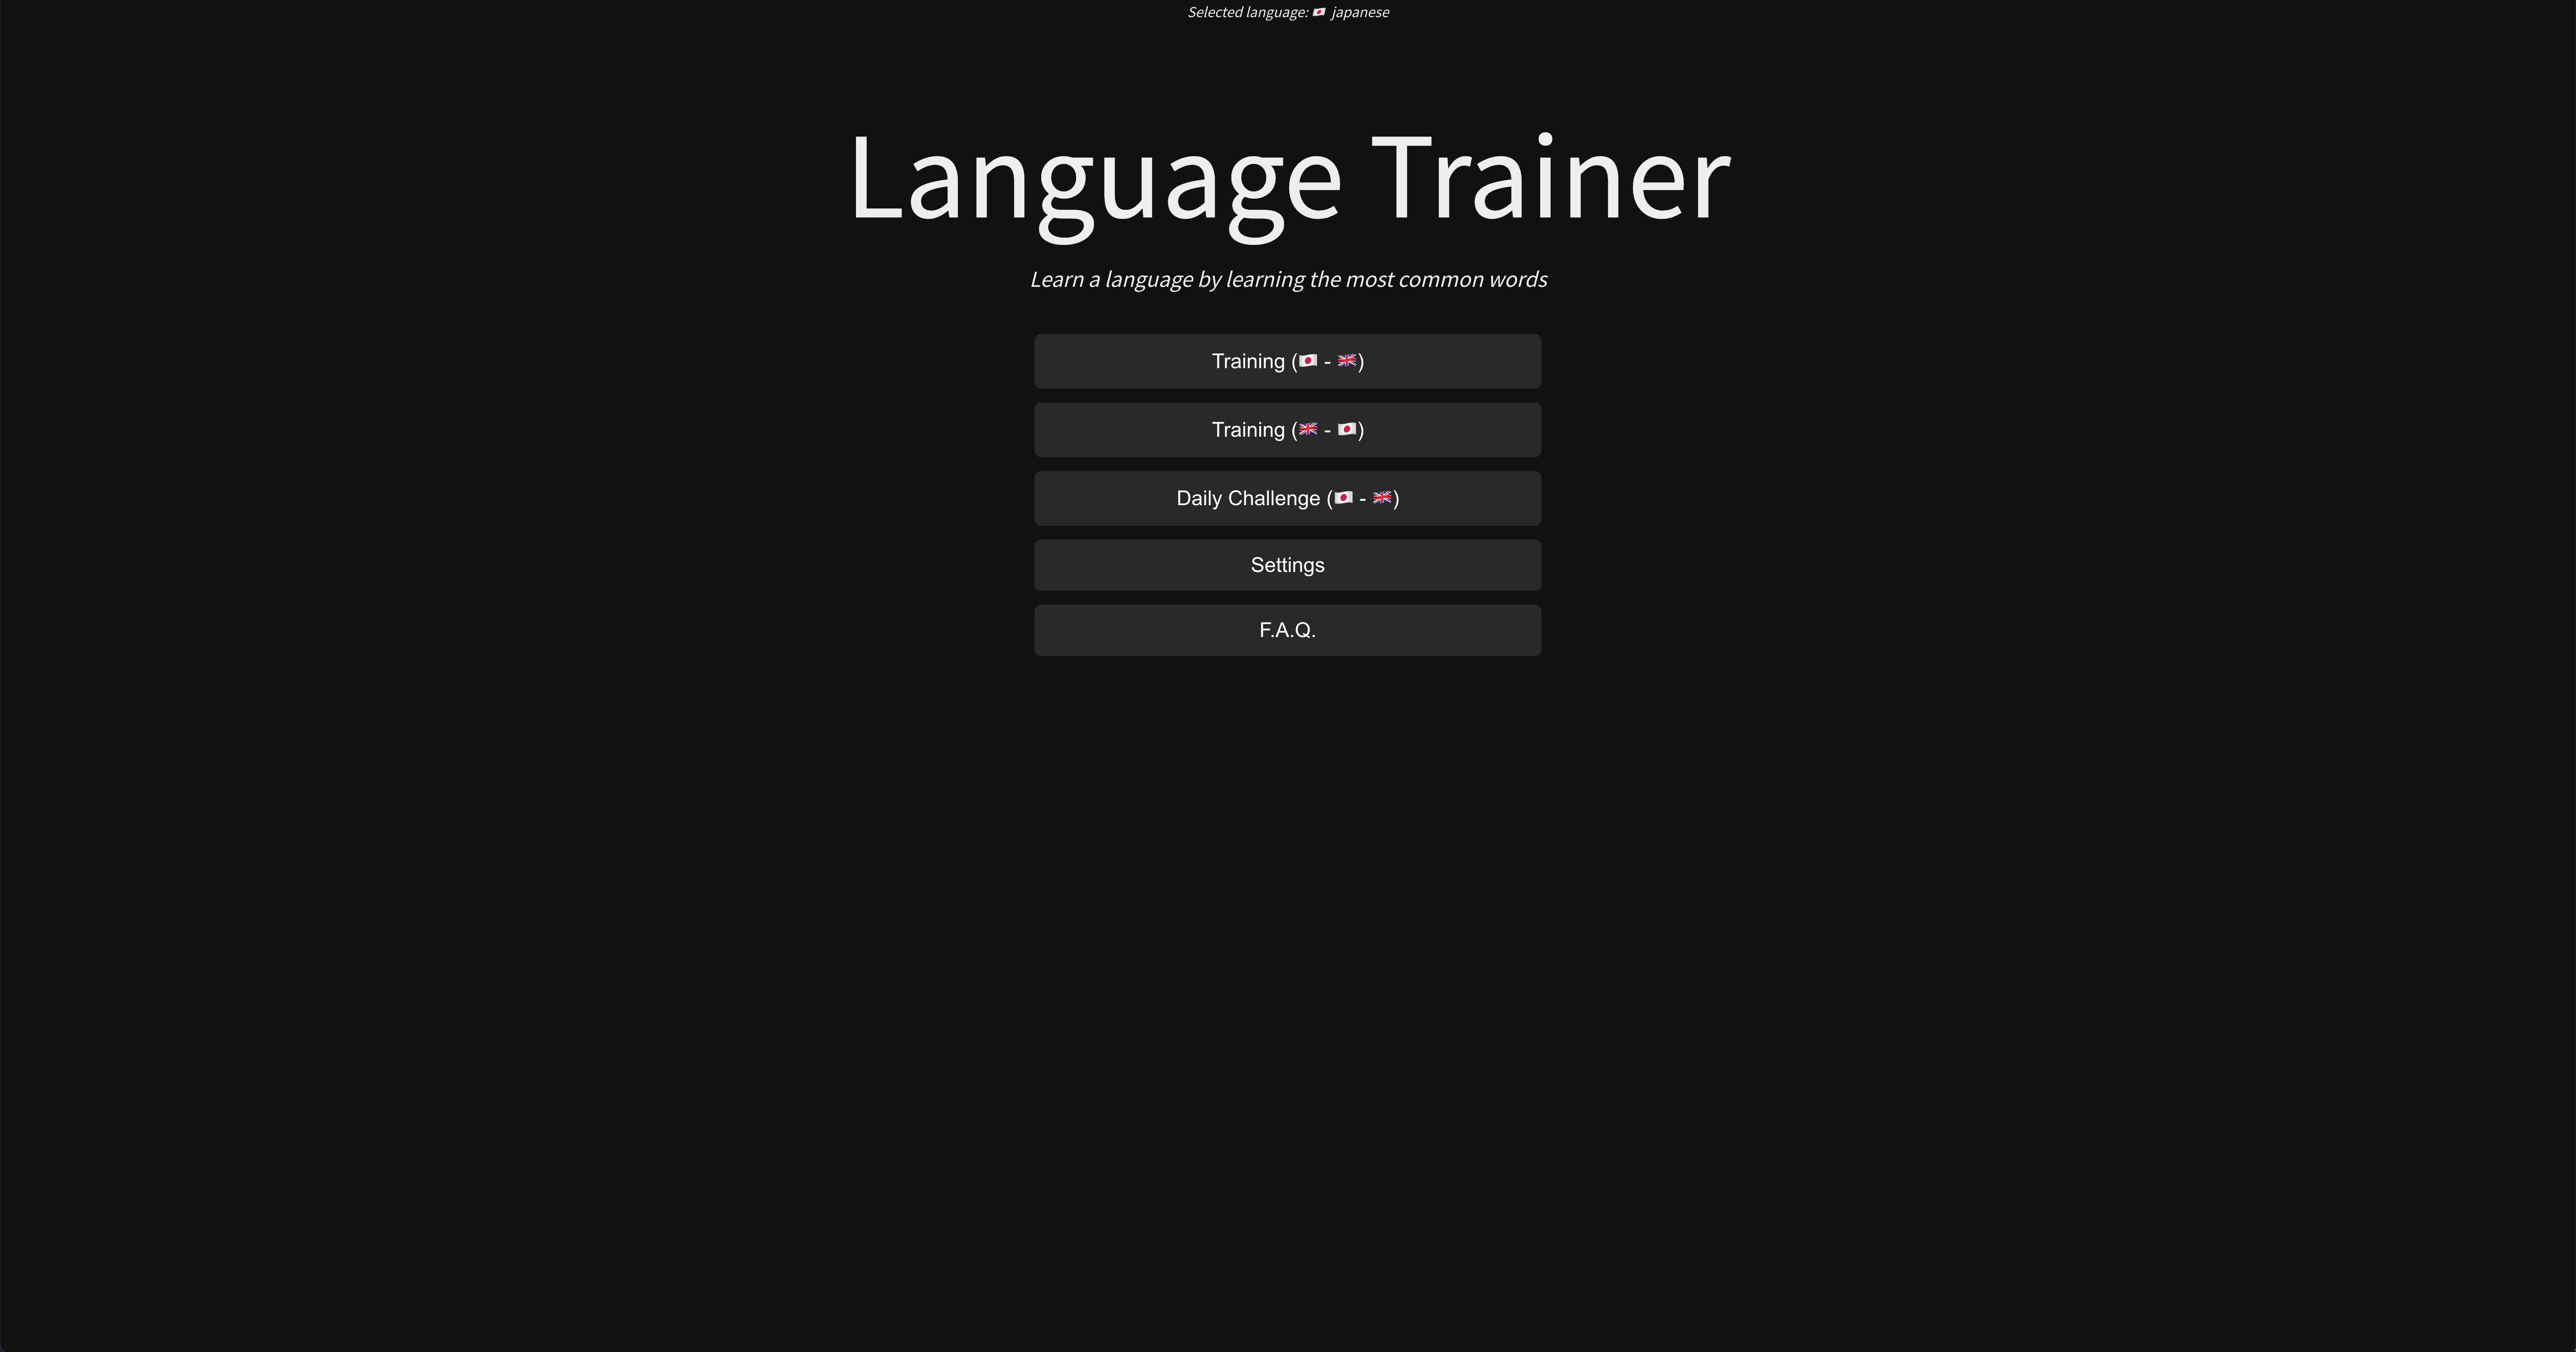 Selected language: 🇯🇵 japanese
Language Trainer
Learn a language by learning the most common words
Training (🇯🇵 - 🇬🇧)
Training (🇬🇧 - 🇯🇵)
Daily Challenge (🇯🇵 - 🇬🇧)
Settings
F.A.Q.